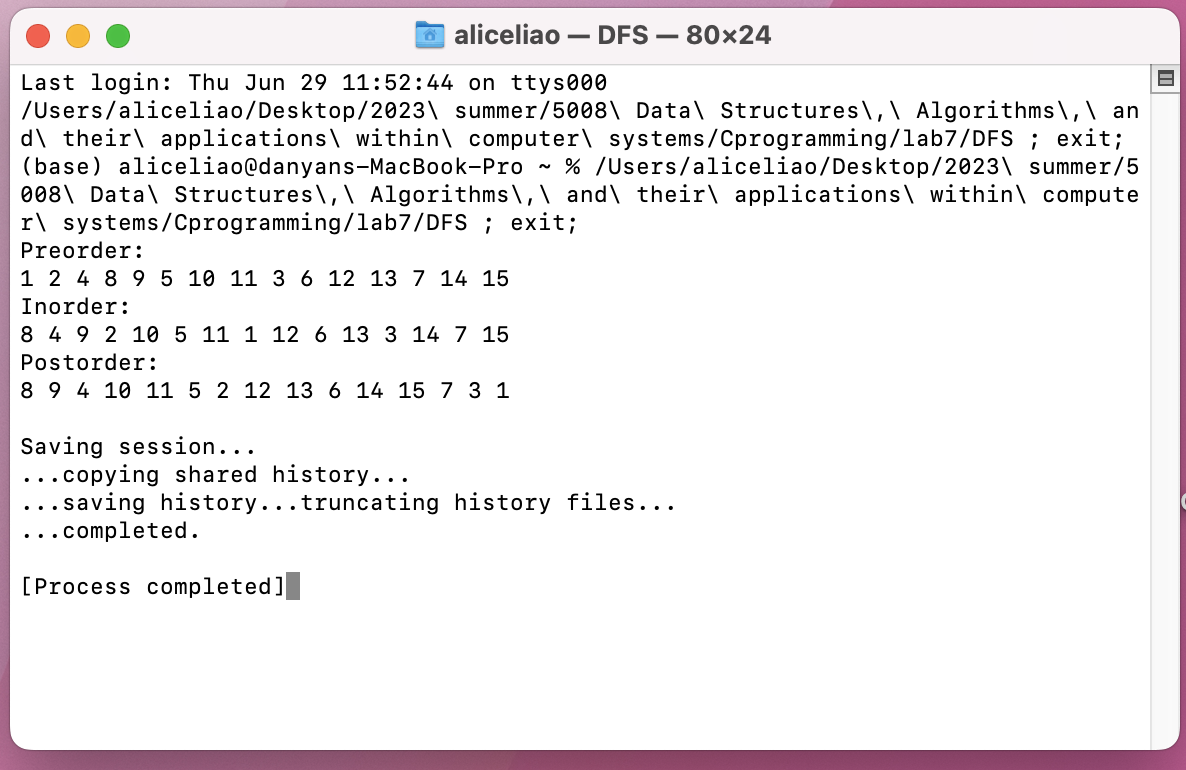 aliceliao — DFS — 80×24
Last login: Thu Jun 29 11:52:44 on ttys000
/Users/aliceliao/Desktop/2023\ summer/5008\ Data\ Structures\,\ Algorithms\,\ an
d\ their\ applications\ within\ computer\ systems/Cprogramming/lab7/DFS ; exit;
(base) aliceliao@danyans-MacBook-Pro ~ % /Users/aliceliao/Desktop/2023\ summer/5
008\ Data\ Structures\,\ Algorithms\,\ and\ their\ applications\ within\ compute
r\ systems/Cprogramming/lab7/DFS ; exit;
Preorder:
1 2 4 8 9 5 10 11 3 6 12 13 7 14 15
Inorder:
8 4 9 2 10 5 11 1 12 6 13 3 14 7 15
Postorder:
8 9 4 10 11 5 2 12 13 6 14 15 7 3 1
Saving session...
...copying shared history...
...saving history...truncating history files...
...completed.
[Process completed]